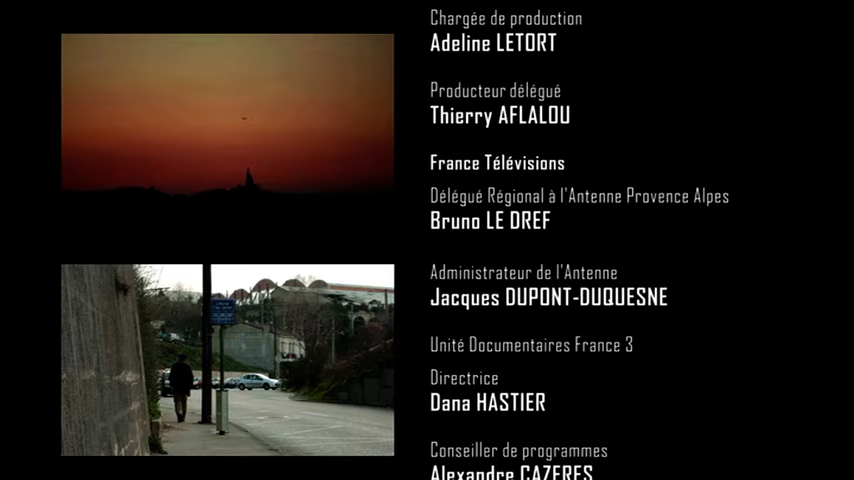 Chargée de production
Adeline LETORT
Producteur délégué
Thierry AFLALOU
France Télévisions
Délégué Régional à l'Antenne Provence Alpes
Bruno LE DREF
Administrateur de l'Antenne
Jacques DUPONT-DUQUESNE
Unité Documentaires France 3
Directrice
Dana HASTIER
Conseiller de programmes
Alexandre CAZERES